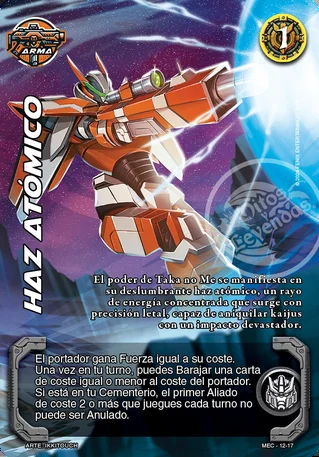 ARMA
1
HAZ ATÓMICO
Mitos y Leyendas
El poder de Taka no Me se manifiesta en
su deslumbrante haz atómico, un rayo
de energía concentrada que surge con
precisión letal, capaz de aniquilar kaijus
con un impacto devastador.
El portador gana Fuerza igual a su coste.
Una vez en tu turno, puedes Barajar una carta
de coste igual o menor al coste del portador.
Si está en tu Cementerio, el primer Aliado
de coste 2 o más que juegues cada turno no
puede ser Anulado.
ARTE: IKKITOUCH
MEC - 12-17